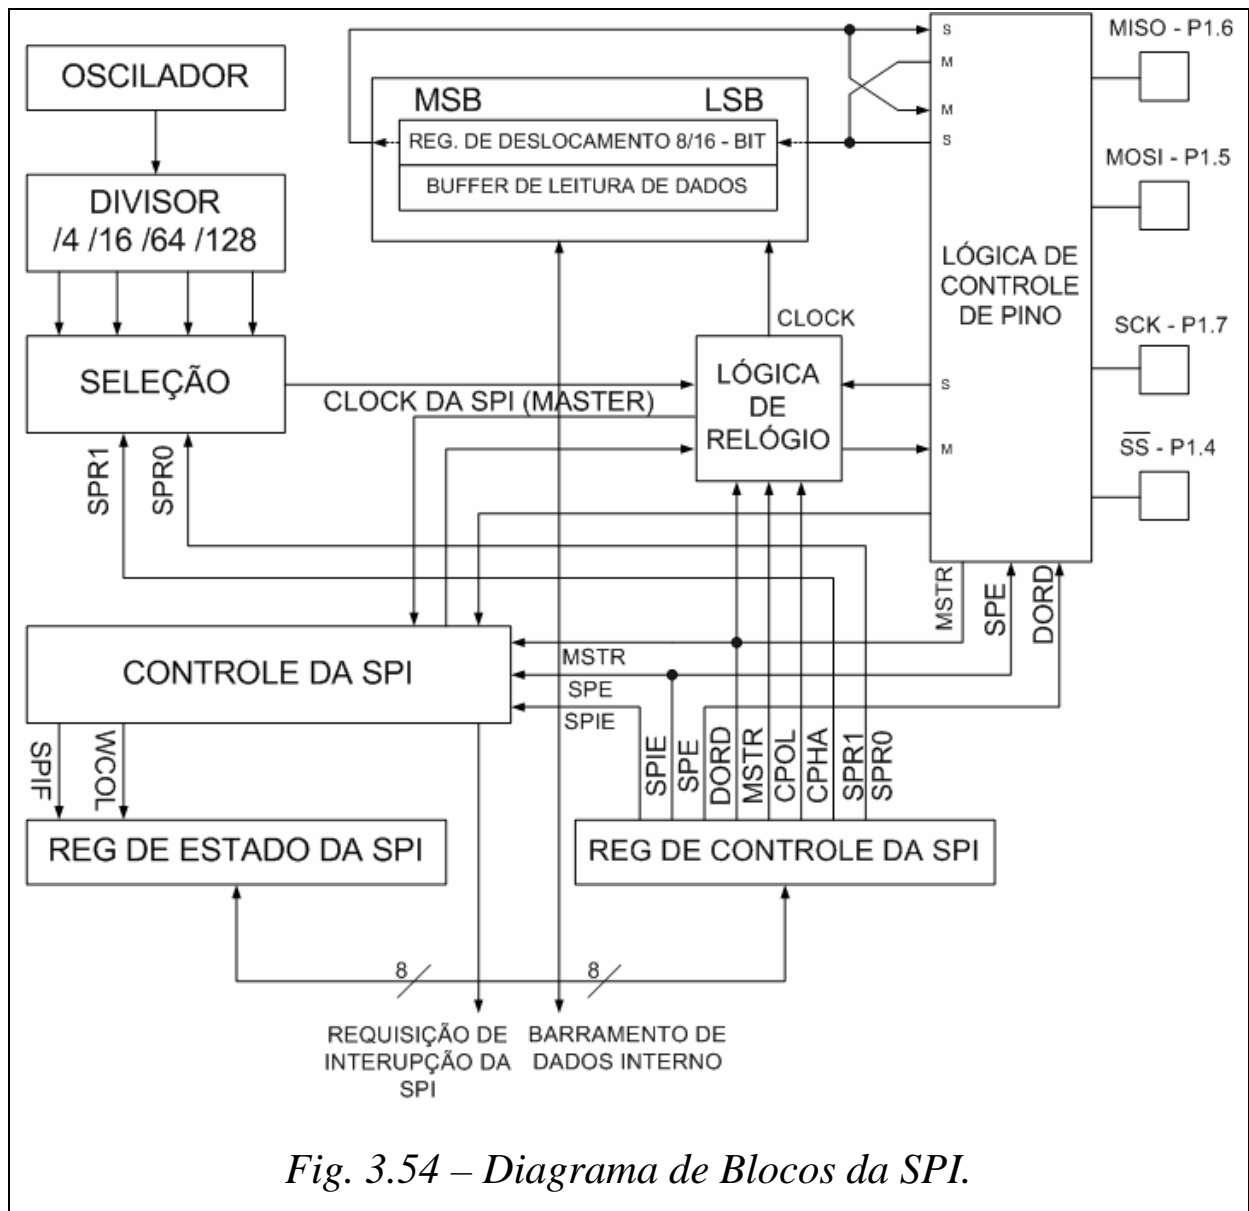 OSCILADOR
DIVISOR
/4 /16 /64 /128
SELEÇÃO
SPR1
SPR0
MSB
LSB
REG. DE DESLOCAMENTO 8/16 - BIT
BUFFER DE LEITURA DE DADOS
CLOCK
CLOCK DA SPI (MASTER)
LÓGICA
DE
RELÓGIO
S
M
M
S
LÓGICA DE
CONTROLE
DE PINO
S
M
MISO - P1.6
MOSI - P1.5
SCK - P1.7
SS - P1.4
MSTR
SPE
DORD
CONTROLE DA SPI
MSTR
SPE
SPIE
SPIF
WCOL
SPIE
SPE
DORD
MSTR
CPOL
CPHA
SPR1
SPR0
REG DE ESTADO DA SPI
REG DE CONTROLE DA SPI
8
8
REQUISIÇÃO DE
INTERUPÇÃO DA
SPI
BARRAMENTO DE
DADOS INTERNO
Fig. 3.54 – Diagrama de Blocos da SPI.